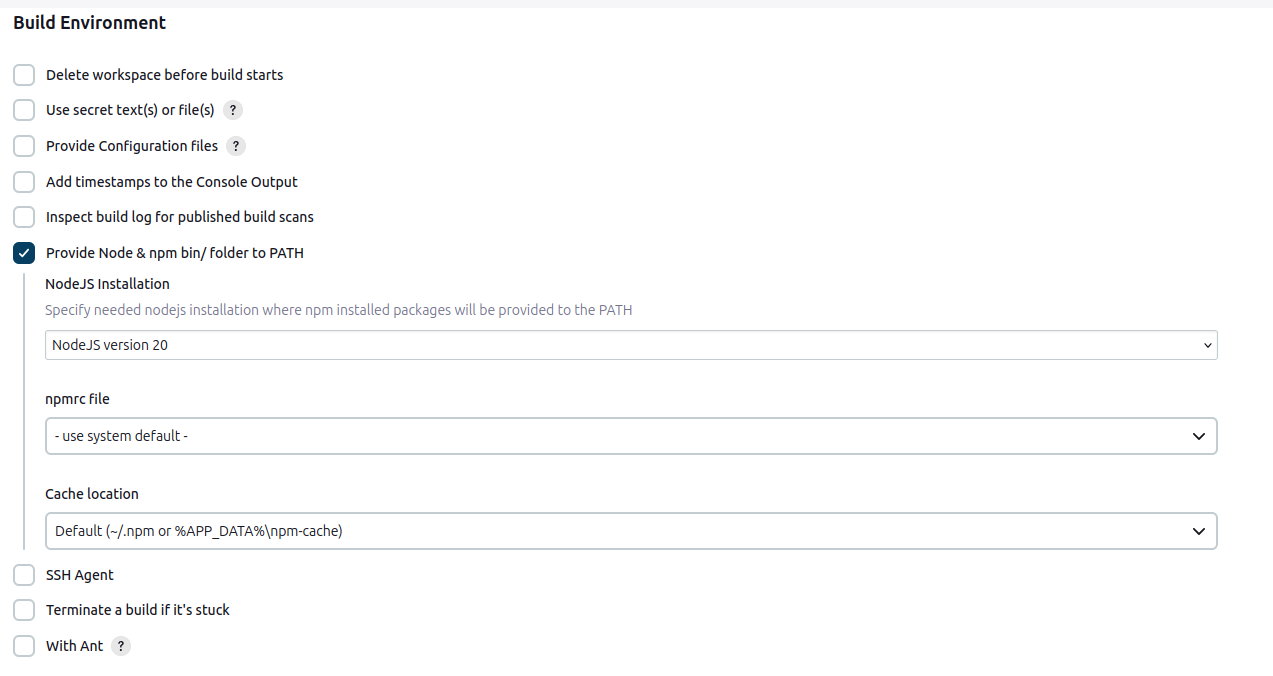 Build Environment
Delete workspace before build starts
Use secret text(s) or file(s) ?
Provide Configuration files ?
Add timestamps to the Console Output
Inspect build log for published build scans
Provide Node & npm bin/ folder to PATH
NodeJS Installation
Specify needed nodejs installation where npm installed packages will be provided to the PATH
NodeJS version 20
npmrc file
- use system default -
Cache location
Default (~/.npm or %APP_DATA%\npm-cache)
SSH Agent
Terminate a build if it's stuck
With Ant ?